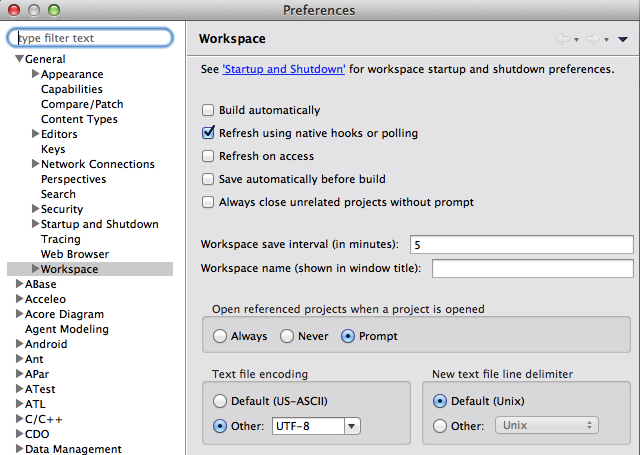 Preferences
type filter text
General
Appearance
Capabilities
Compare/Patch
Content Types
Editors
Keys
Network Connections
Perspectives
Search
Security
Startup and Shutdown
Tracing
Web Browser
Workspace
ABase
Acceleo
Acore Diagram
Agent Modeling
Android
Ant
APar
ATest
ATL
C/C++
CDO
Data Management
Workspace
See 'Startup and Shutdown' for workspace startup and shutdown preferences.
Build automatically
Refresh using native hooks or polling
Refresh on access
Save automatically before build
Always close unrelated projects without prompt
Workspace save interval (in minutes): 5
Workspace name (shown in window title):
Open referenced projects when a project is opened
Always Never Prompt
Text file encoding
Default (US-ASCII)
Other: UTF-8
New text file line delimiter
Default (Unix)
Other: Unix